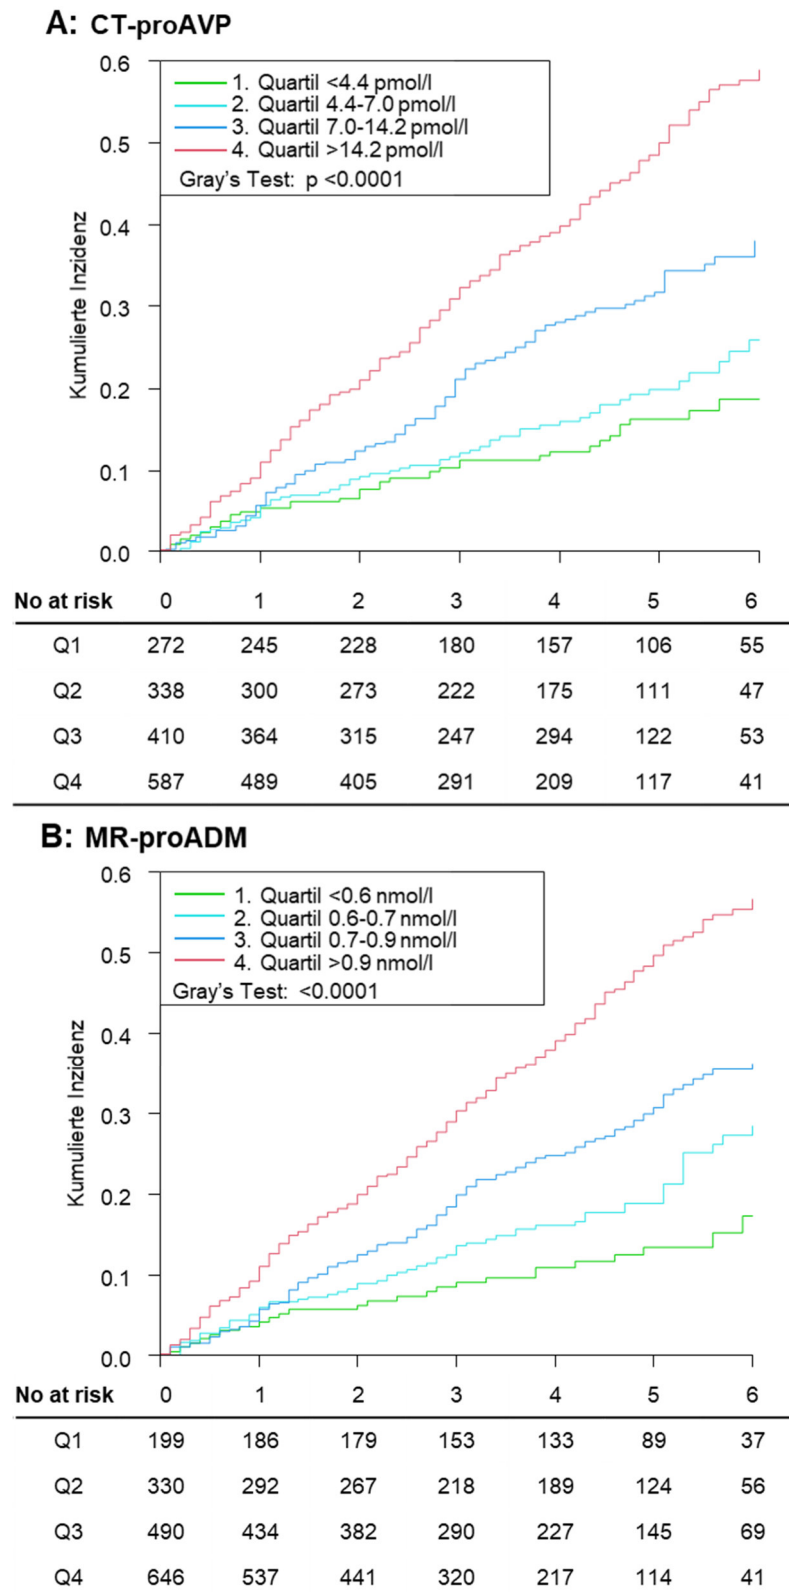 A: CT-proAVP
0.6
1. Quartil <4.4 pmol/l
2. Quartil 4.4-7.0 pmol/l
3. Quartil 7.0-14.2 pmol/l
4. Quartil >14.2 pmol/l
Gray's Test: p <0.0001
0.5
0.4
0.3
0.2
0.1
0.0
Kumulierte Inzidenz
No at risk 0 1 2 3 4 5 6
Q1 272 245 228 180 157 106 55
Q2 338 300 273 222 175 111 47
Q3 410 364 315 247 294 122 53
Q4 587 489 405 291 209 117 41
B: MR-proADM
0.6
1. Quartil <0.6 nmol/l
2. Quartil 0.6-0.7 nmol/l
3. Quartil 0.7-0.9 nmol/l
4. Quartil >0.9 nmol/l
Gray's Test: <0.0001
0.5
0.4
0.3
0.2
0.1
0.0
Kumulierte Inzidenz
No at risk 0 1 2 3 4 5 6
Q1 199 186 179 153 133 89 37
Q2 330 292 267 218 189 124 56
Q3 490 434 382 290 227 145 69
Q4 646 537 441 320 217 114 41